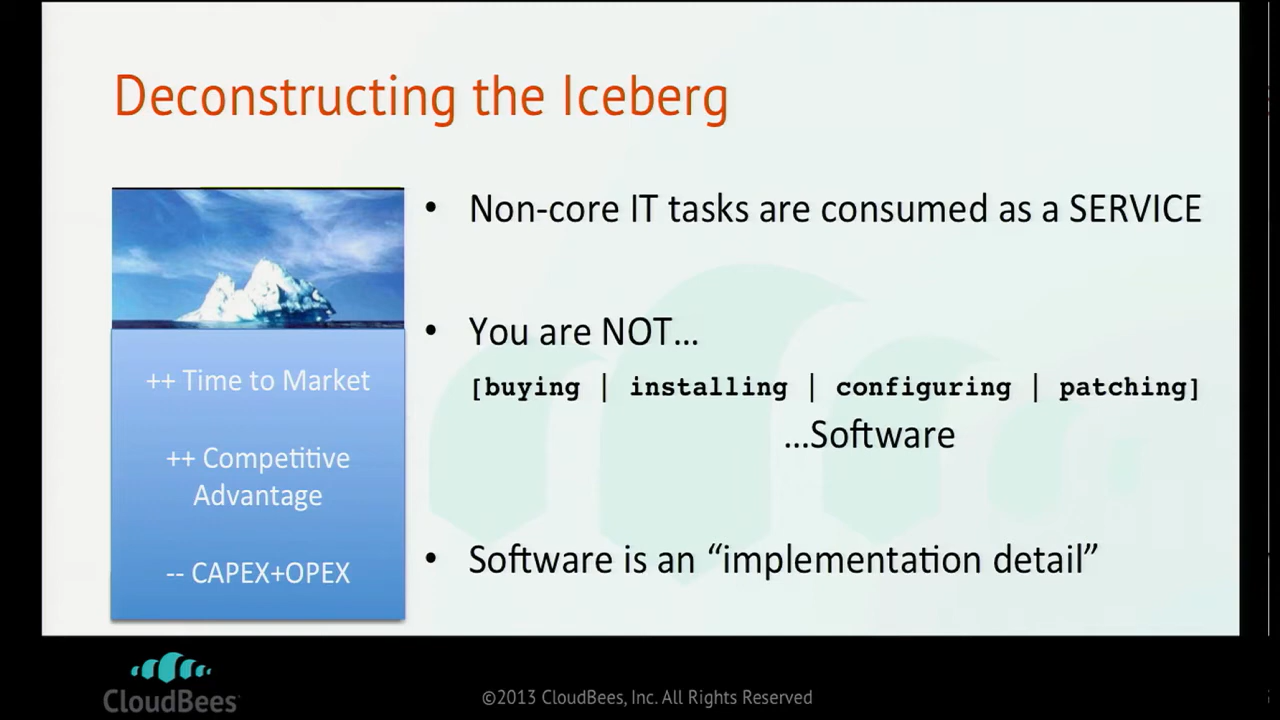 Deconstructing the Iceberg
++ Time to Market
++ Competitive
Advantage
-- CAPEX+OPEX
• Non-core IT tasks are consumed as a SERVICE
• You are NOT...
[buying | installing | configuring | patching]
...Software
• Software is an “implementation detail”
CloudBees
©2013 CloudBees, Inc. All Rights Reserved